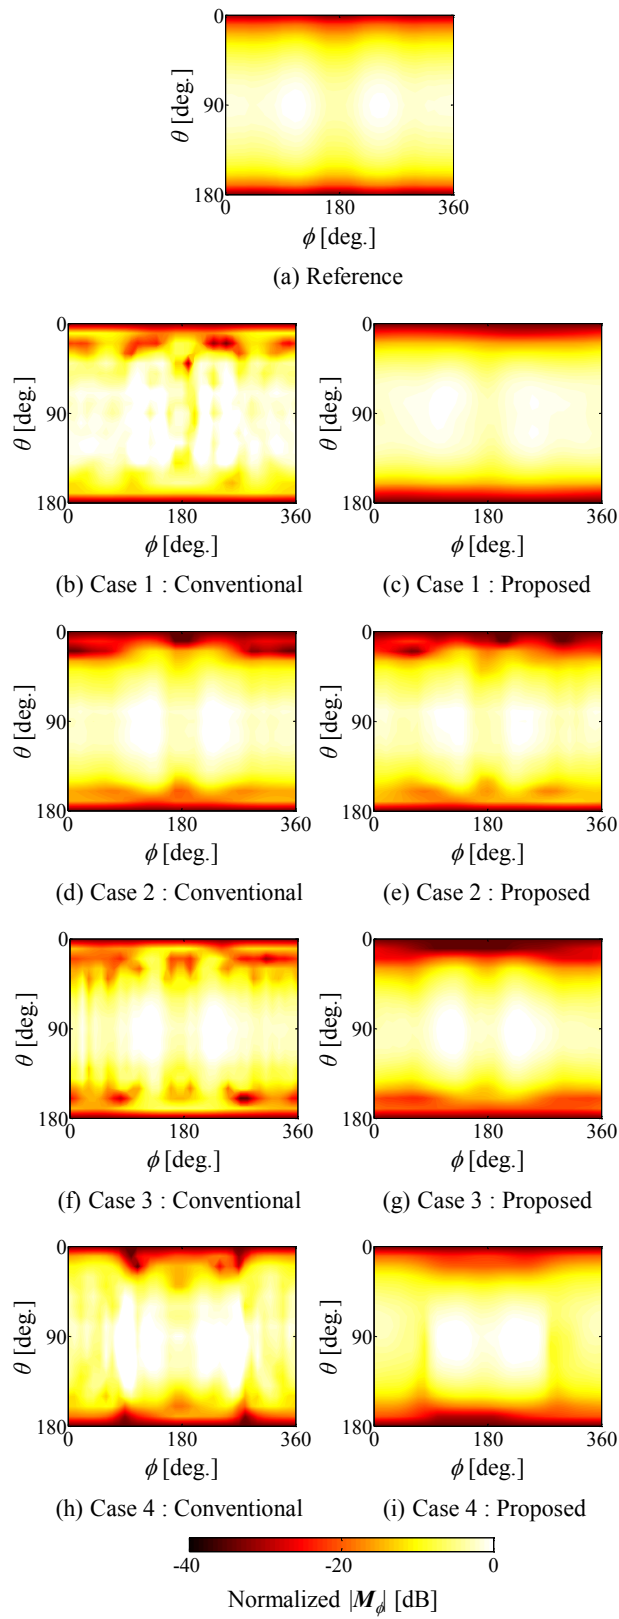 0
90
180
θ [deg.]
0 180 360
ϕ [deg.]
(a) Reference
0 0
90 90
180 180
θ [deg.] θ [deg.]
0 180 360 0 180 360
ϕ [deg.] ϕ [deg.]
(b) Case 1 : Conventional (c) Case 1 : Proposed
0 0
90 90
180 180
θ [deg.] θ [deg.]
0 180 360 0 180 360
ϕ [deg.] ϕ [deg.]
(d) Case 2 : Conventional (e) Case 2 : Proposed
0 0
90 90
180 180
θ [deg.] θ [deg.]
0 180 360 0 180 360
ϕ [deg.] ϕ [deg.]
(f) Case 3 : Conventional (g) Case 3 : Proposed
0 0
90 90
180 180
θ [deg.] θ [deg.]
0 180 360 0 180 360
ϕ [deg.] ϕ [deg.]
(h) Case 4 : Conventional (i) Case 4 : Proposed
-40 -20 0
Normalized |M_ϕ| [dB]